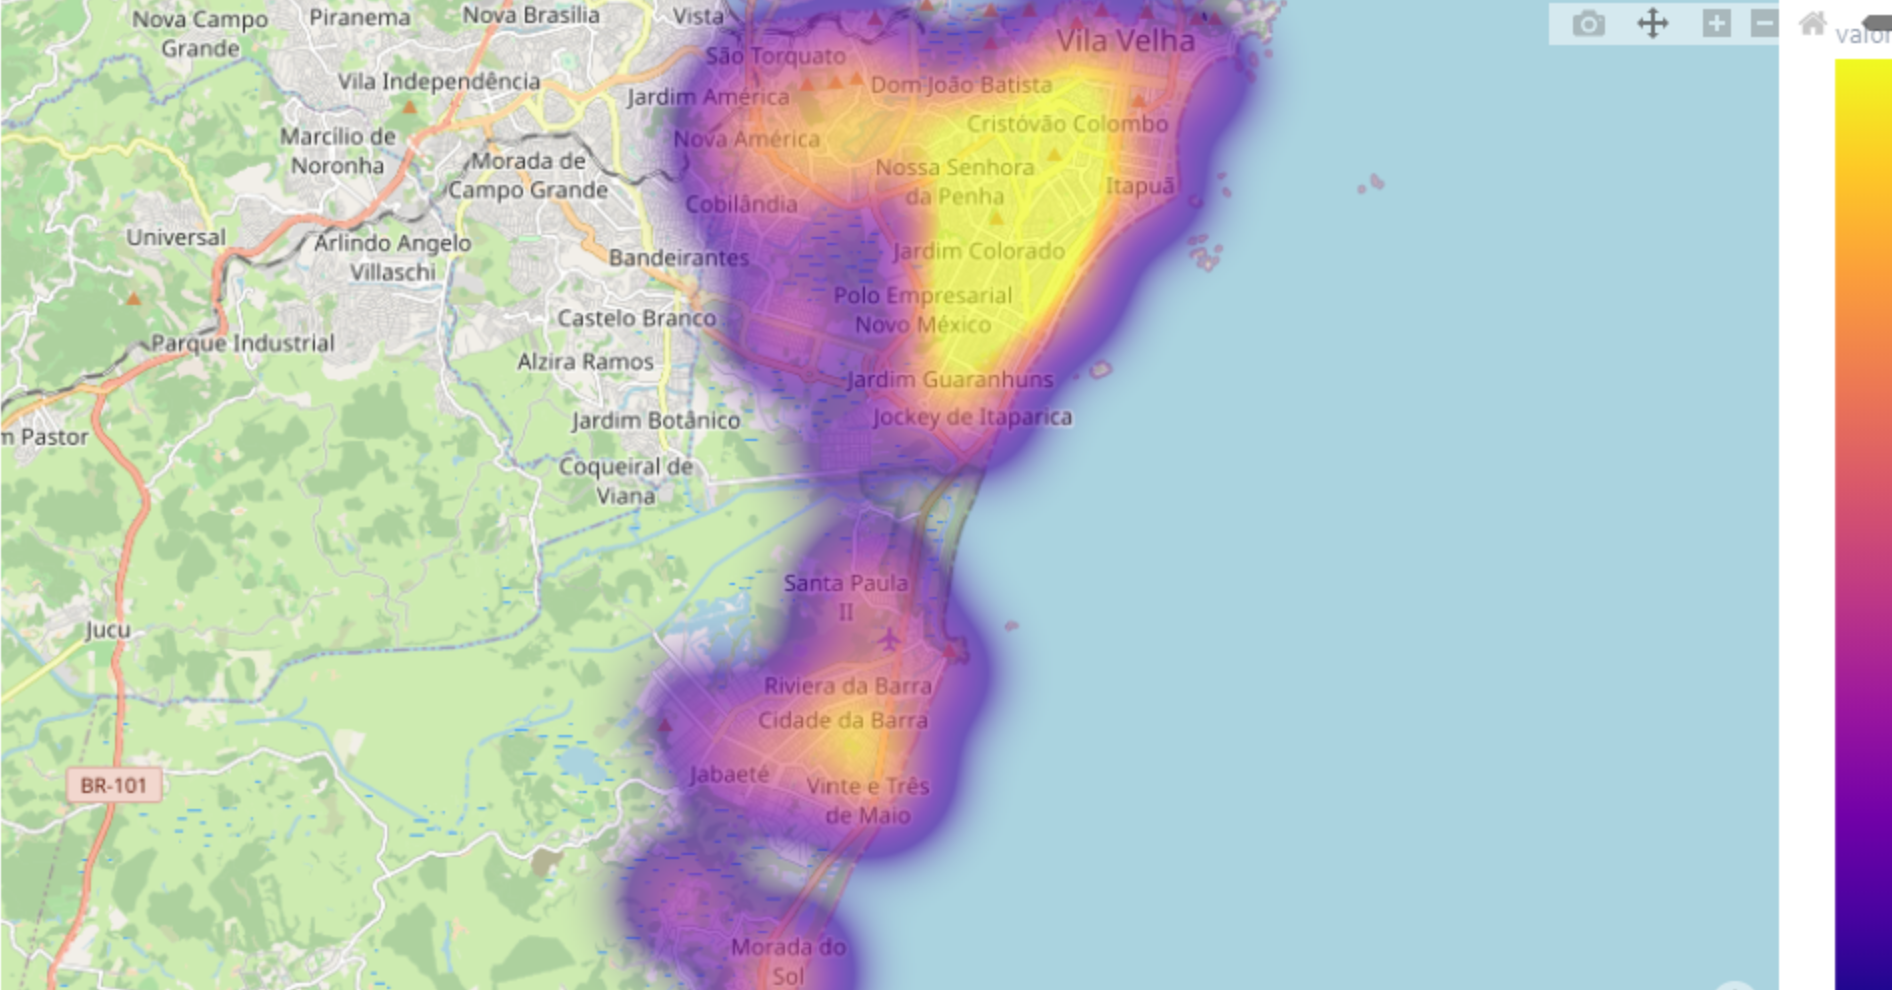 Nova Campo
Grande
Piranema
Nova Brasília
Vista
Vila Velha
valor
São Torquato
Vila Independência
Jardim América
Dom João Batista
Cristóvão Colombo
Marcílio de
Noronha
Nova América
Morada de
Campo Grande
Nossa Senhora
da Penha
Itapuã
Cobilândia
Universal
Arlindo Angelo
Villaschi
Bandeirantes
Jardim Colorado
Polo Empresarial
Novo México
Castelo Branco
Parque Industrial
Alzira Ramos
Jardim Guaranhuns
Jardim Botânico
Jockey de Itaparica
m Pastor
Coqueiral de
Viana
Santa Paula
II
Jucu
Riviera da Barra
Cidade da Barra
Jabaeté
BR-101
Vinte e Três
de Maio
Morada do
Sol